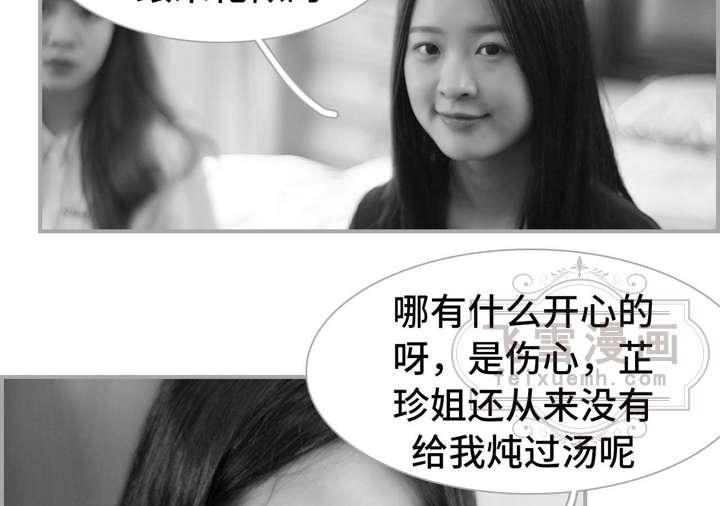 哪有什么开心的
呀，是伤心，芷
珍姐还从来没有
给我炖过汤呢
飞雪漫画
feixuemh.com